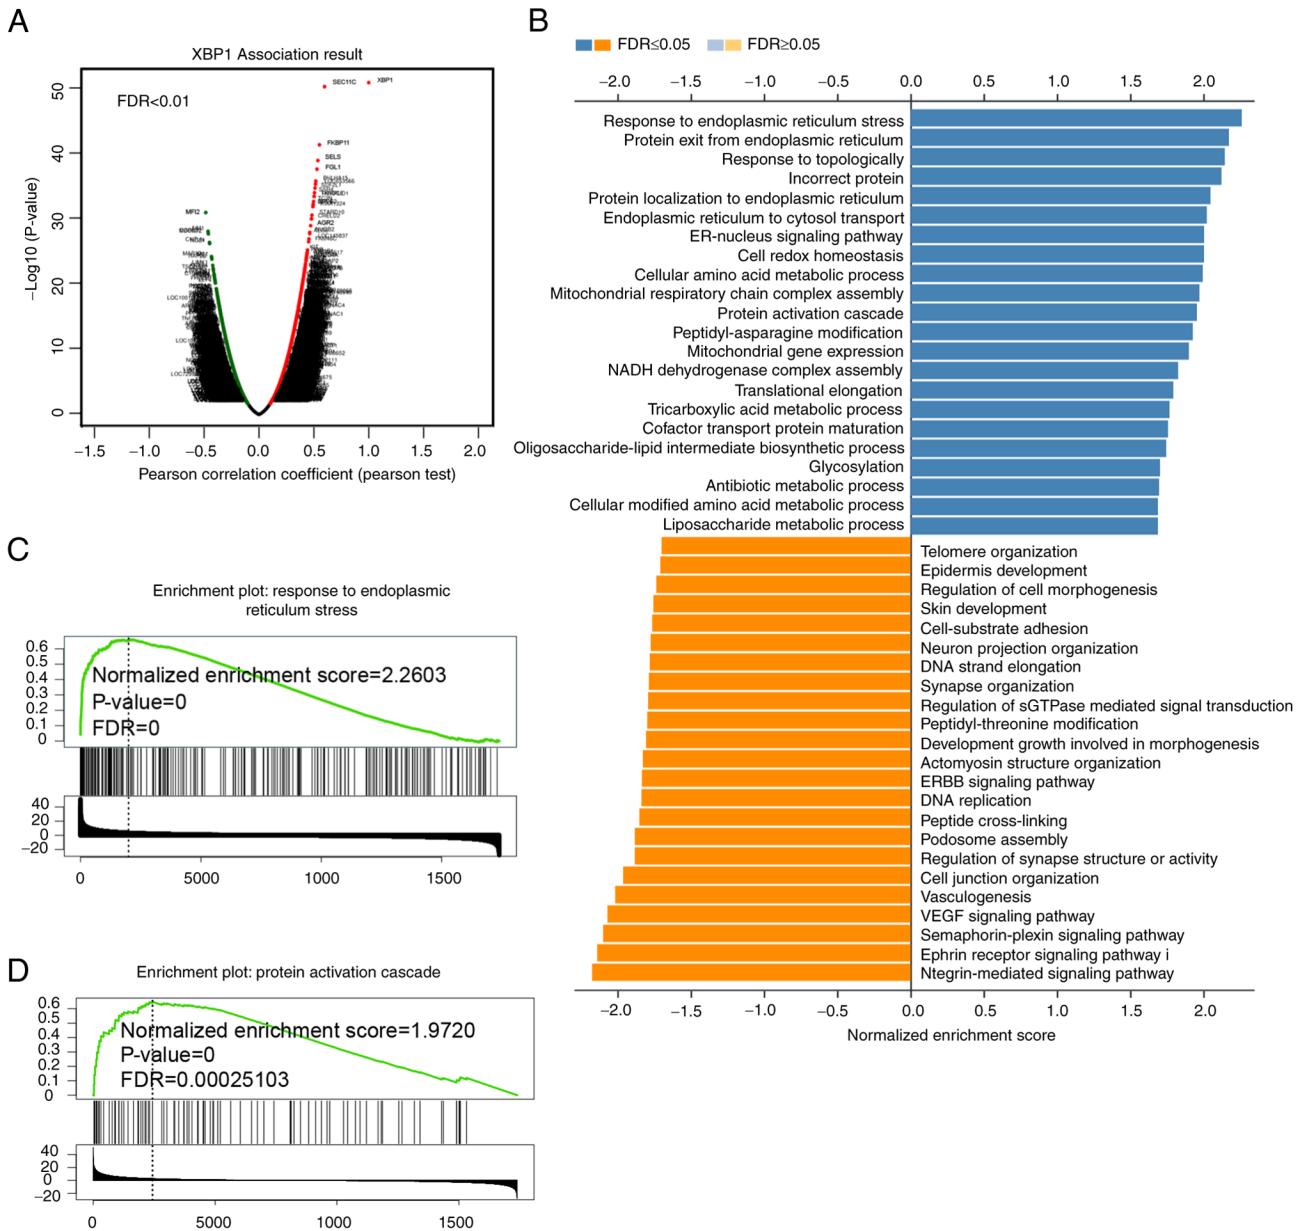 A
XBP1 Association result
FDR<0.01
SEC11C
XBP1
FKBP11
SELS
FGL1
MFI2
AGR2
−Log10 (P-value)
50
40
30
20
10
0
−1.5 −1.0 −0.5 0.0 0.5 1.0 1.5 2.0
Pearson correlation coefficient (pearson test)
B
FDR≤0.05 FDR≥0.05
−2.0 −1.5 −1.0 −0.5 0.0 0.5 1.0 1.5 2.0
Response to endoplasmic reticulum stress
Protein exit from endoplasmic reticulum
Response to topologically
Incorrect protein
Protein localization to endoplasmic reticulum
Endoplasmic reticulum to cytosol transport
ER-nucleus signaling pathway
Cell redox homeostasis
Cellular amino acid metabolic process
Mitochondrial respiratory chain complex assembly
Protein activation cascade
Peptidyl-asparagine modification
Mitochondrial gene expression
NADH dehydrogenase complex assembly
Translational elongation
Tricarboxylic acid metabolic process
Cofactor transport protein maturation
Oligosaccharide-lipid intermediate biosynthetic process
Glycosylation
Antibiotic metabolic process
Cellular modified amino acid metabolic process
Liposaccharide metabolic process
Telomere organization
Epidermis development
Regulation of cell morphogenesis
Skin development
Cell-substrate adhesion
Neuron projection organization
DNA strand elongation
Synapse organization
Regulation of sGTPase mediated signal transduction
Peptidyl-threonine modification
Development growth involved in morphogenesis
Actomyosin structure organization
ERBB signaling pathway
DNA replication
Peptide cross-linking
Podosome assembly
Regulation of synapse structure or activity
Cell junction organization
Vasculogenesis
VEGF signaling pathway
Semaphorin-plexin signaling pathway
Ephrin receptor signaling pathway i
Ntegrin-mediated signaling pathway
−2.0 −1.5 −1.0 −0.5 0.0 0.5 1.0 1.5 2.0
Normalized enrichment score
C
Enrichment plot: response to endoplasmic
reticulum stress
0.6
0.5
0.4
0.3
0.2
0.1
0
Normalized enrichment score=2.2603
P-value=0
FDR=0
40
20
0
−20
0 5000 1000 1500
D
Enrichment plot: protein activation cascade
0.6
0.5
0.4
0.3
0.2
0.1
0
Normalized enrichment score=1.9720
P-value=0
FDR=0.00025103
40
20
0
−20
0 5000 1000 1500